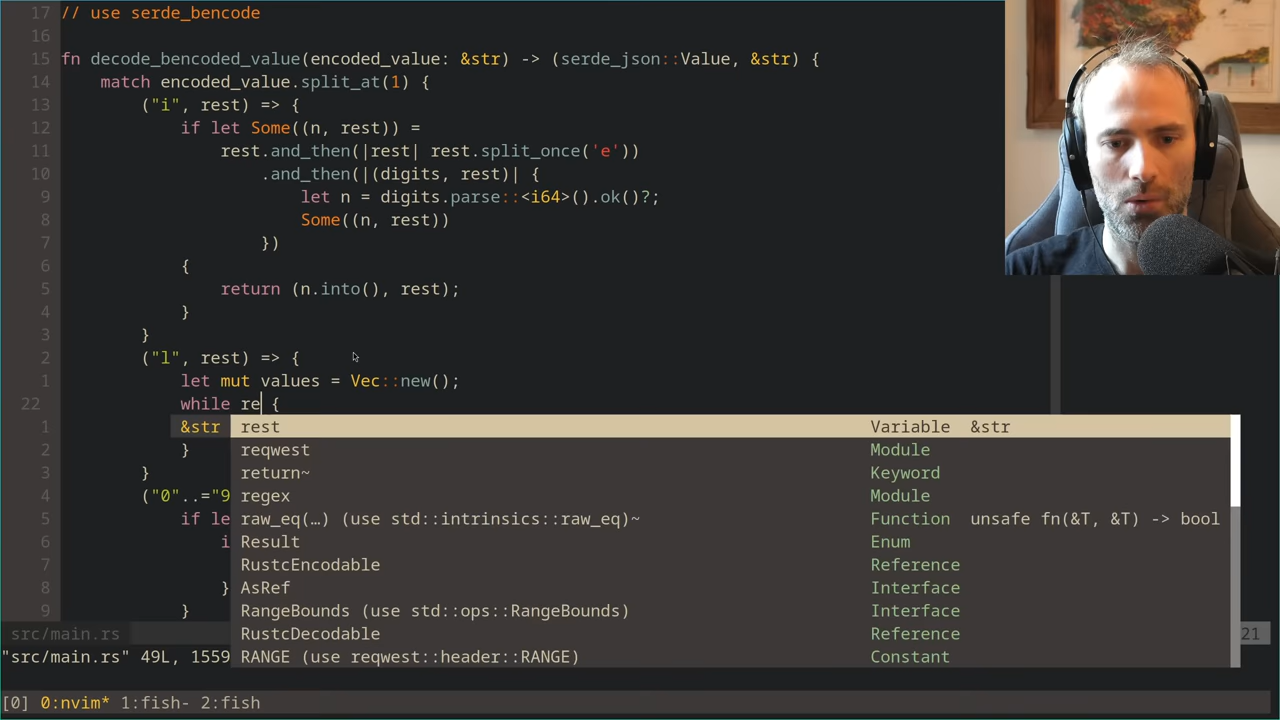 17 // use serde_bencode
16
15 fn decode_bencoded_value(encoded_value: &str) -> (serde_json::Value, &str) {
14 match encoded_value.split_at(1) {
13 ("i", rest) => {
12 if let Some((n, rest)) =
11 rest.and_then(|rest| rest.split_once('e'))
10 .and_then(|(digits, rest)| {
9 let n = digits.parse::<i64>().ok()?;
8 Some((n, rest))
7 })
6 {
5 return (n.into(), rest);
4 }
3 }
2 ("l", rest) => {
1 let mut values = Vec::new();
22 while re {
1 &str rest Variable &str
2 } reqwest Module
3 } return~ Keyword
4 ("0"..="9 regex Module
5 if le raw_eq(…) (use std::intrinsics::raw_eq)~ Function unsafe fn(&T, &T) -> bool
6 i Result Enum
7 RustcEncodable Reference
8 } AsRef Interface
9 } RangeBounds (use std::ops::RangeBounds) Interface
src/main.rs RustcDecodable Reference 21
"src/main.rs" 49L, 1559 RANGE (use reqwest::header::RANGE) Constant
[0] 0:nvim* 1:fish- 2:fish